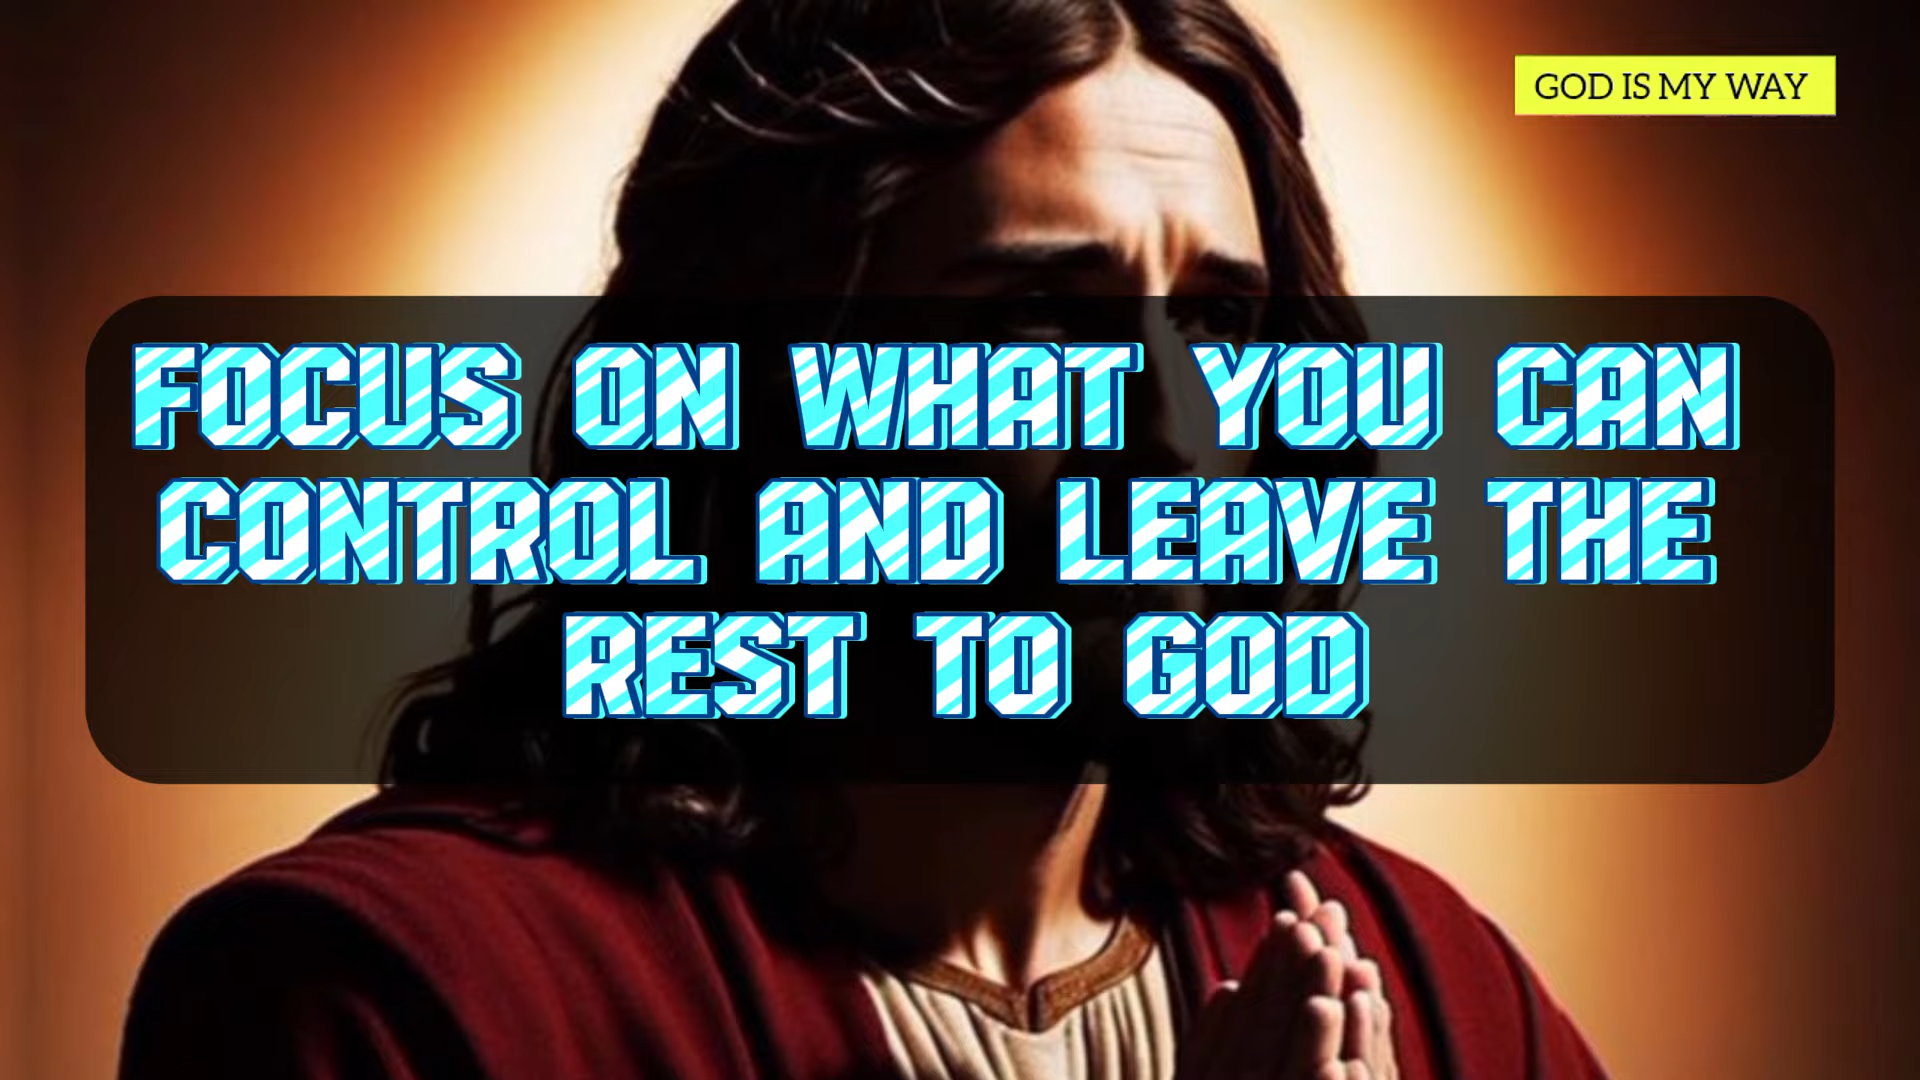 GOD IS MY WAY
FOCUS ON WHAT YOU CAN
CONTROL AND LEAVE THE
REST TO GOD